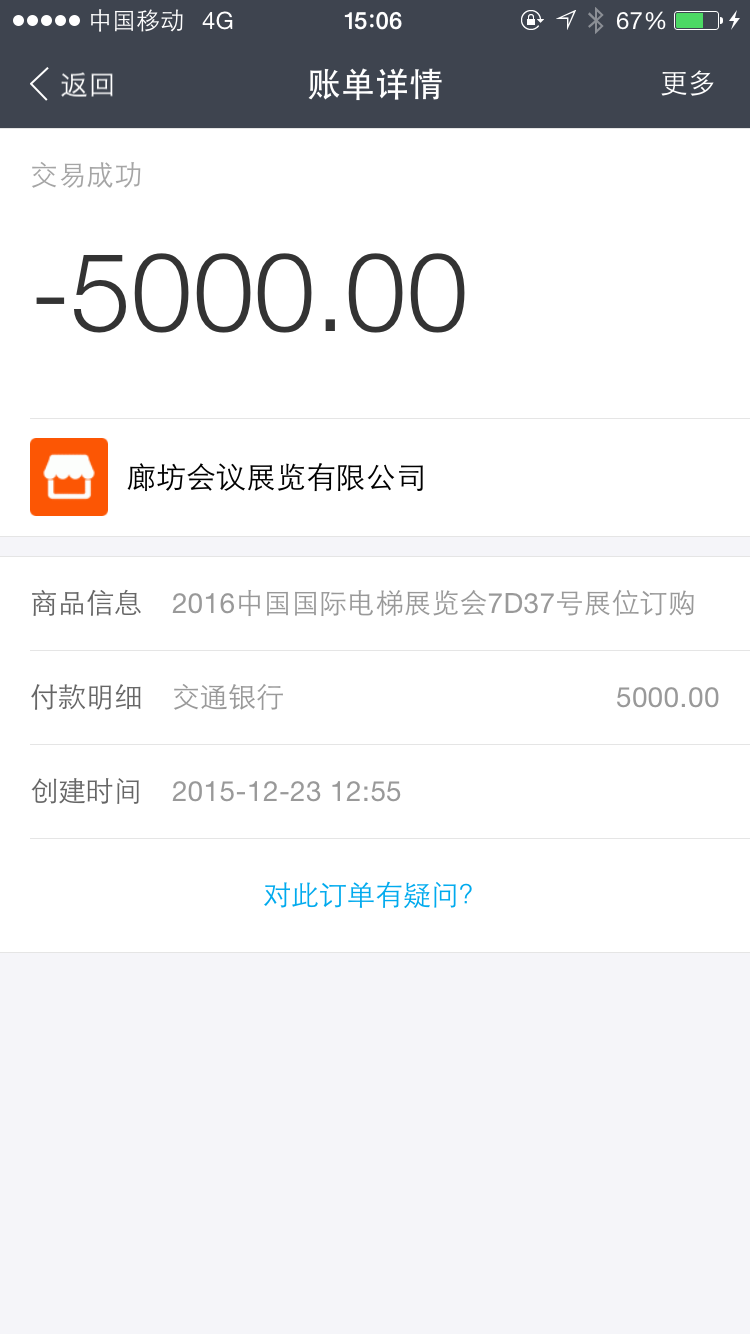 中国移动 4G 15:06 67%
返回 账单详情 更多
交易成功
-5000.00
廊坊会议展览有限公司
商品信息 2016中国国际电梯展览会7D37号展位订购
付款明细 交通银行 5000.00
创建时间 2015-12-23 12:55
对此订单有疑问?